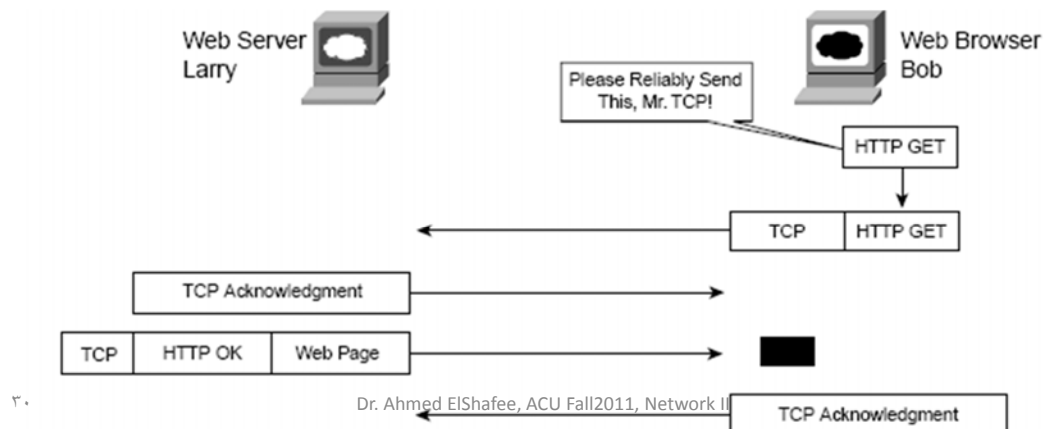 Web Server
Larry
Web Browser
Bob
Please Reliably Send
This, Mr. TCP!
HTTP GET
TCP HTTP GET
TCP Acknowledgment
TCP HTTP OK Web Page
٣٠ Dr. Ahmed ElShafee, ACU Fall2011, Network II
TCP Acknowledgment